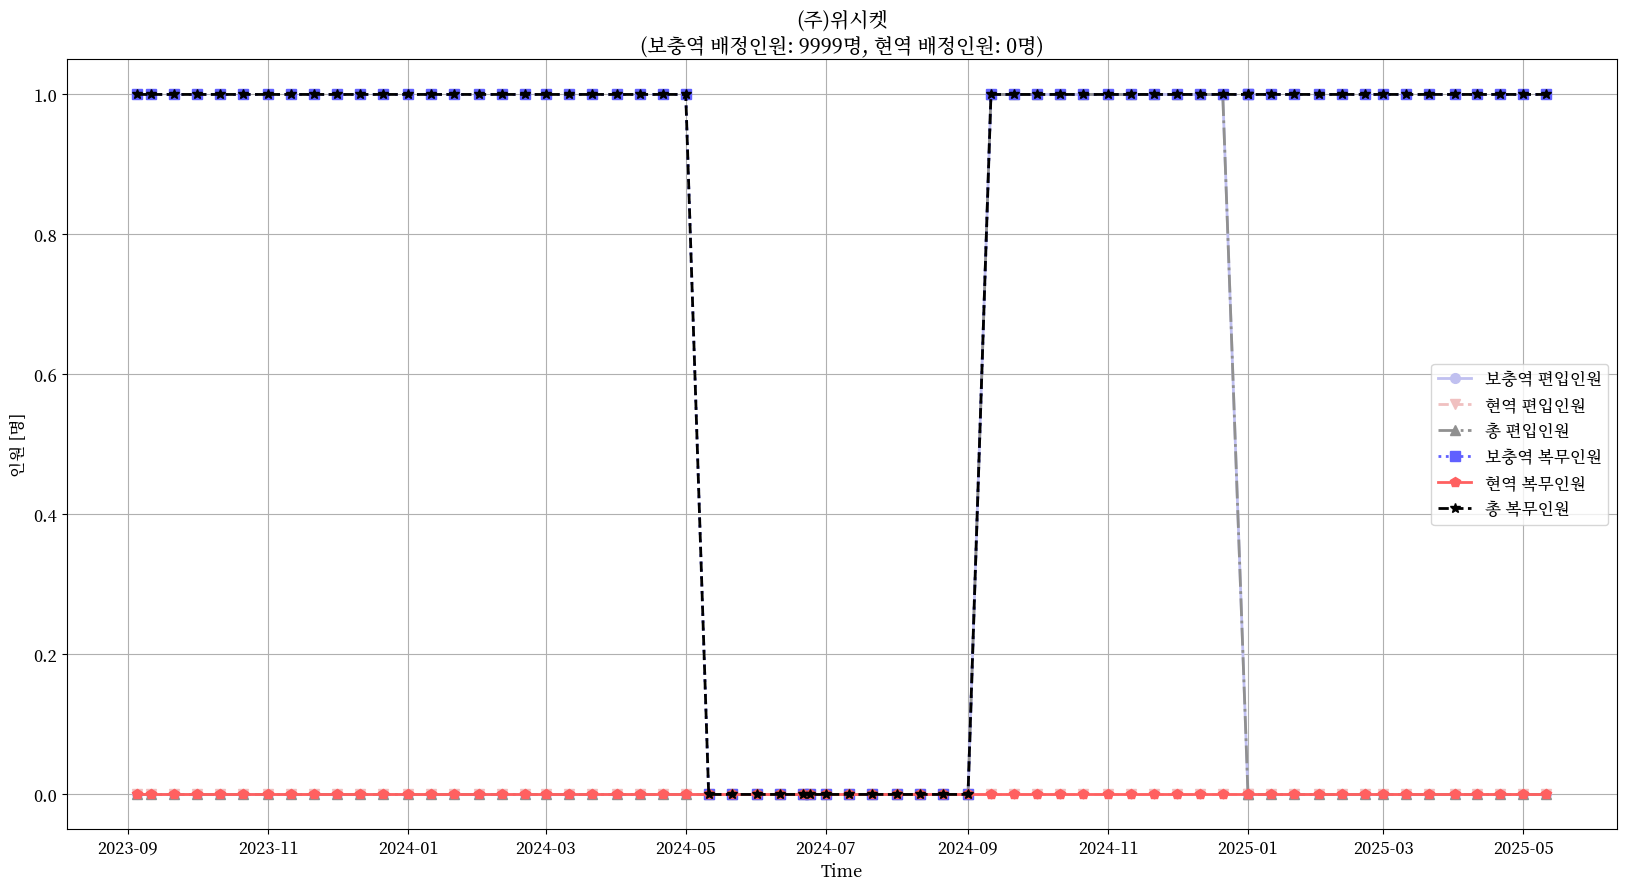 (주)위시켓
(보충역 배정인원: 9999명, 현역 배정인원: 0명)
1.0
0.8
0.6
0.4
0.2
0.0
인원 [명]
보충역 편입인원
현역 편입인원
총 편입인원
보충역 복무인원
현역 복무인원
총 복무인원
2023-09
2023-11
2024-01
2024-03
2024-05
2024-07
2024-09
2024-11
2025-01
2025-03
2025-05
Time